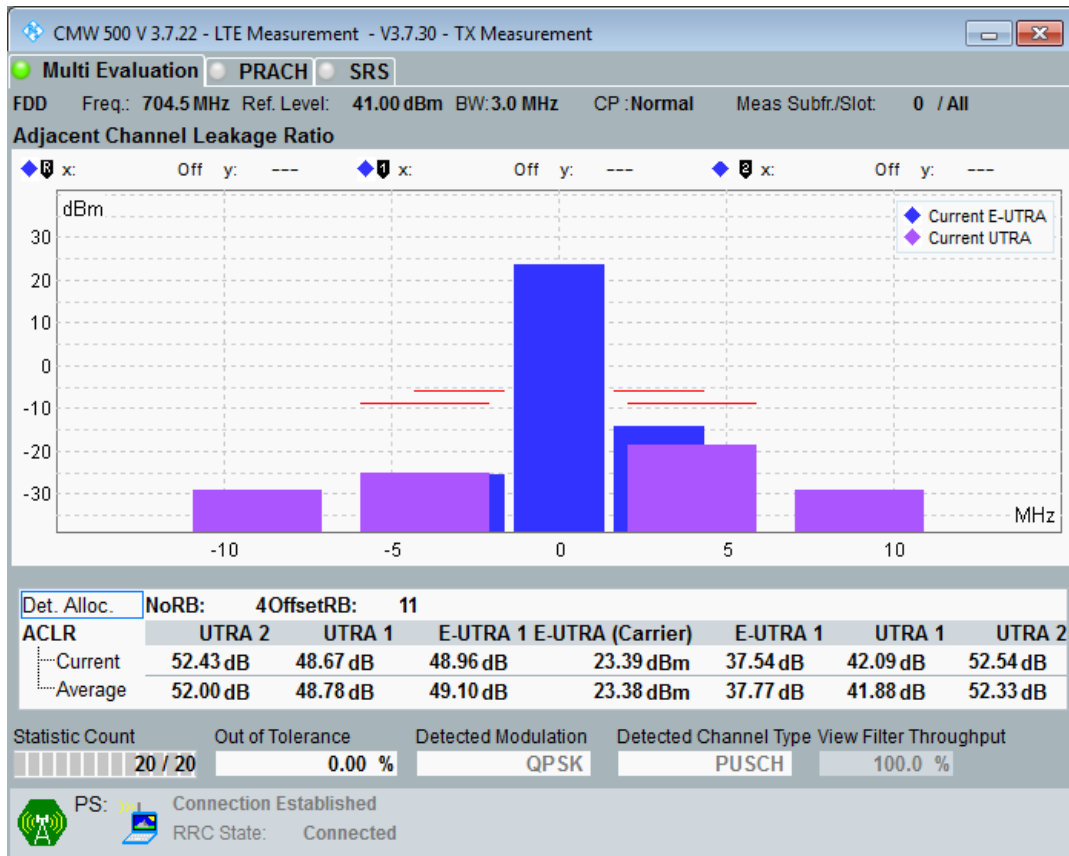 CMW 500 V 3.7.22 - LTE Measurement - V3.7.30 - TX Measurement
Multi Evaluation PRACH SRS
FDD Freq.: 704.5 MHz Ref. Level: 41.00 dBm BW: 3.0 MHz CP : Normal Meas Subfr./Slot: 0 / All
Adjacent Channel Leakage Ratio
R x: Off y: --- 1 x: Off y: --- 2 x: Off y: ---
dBm
Current E-UTRA
Current UTRA
30
20
10
0
-10
-20
-30
MHz
-10 -5 0 5 10
Det. Alloc. NoRB: 4 OffsetRB: 11
ACLR UTRA 2 UTRA 1 E-UTRA 1 E-UTRA (Carrier) E-UTRA 1 UTRA 1 UTRA 2
Current 52.43 dB 48.67 dB 48.96 dB 23.39 dBm 37.54 dB 42.09 dB 52.54 dB
Average 52.00 dB 48.78 dB 49.10 dB 23.38 dBm 37.77 dB 41.88 dB 52.33 dB
Statistic Count Out of Tolerance Detected Modulation Detected Channel Type View Filter Throughput
20 / 20 0.00 % QPSK PUSCH 100.0 %
PS: Connection Established
RRC State: Connected